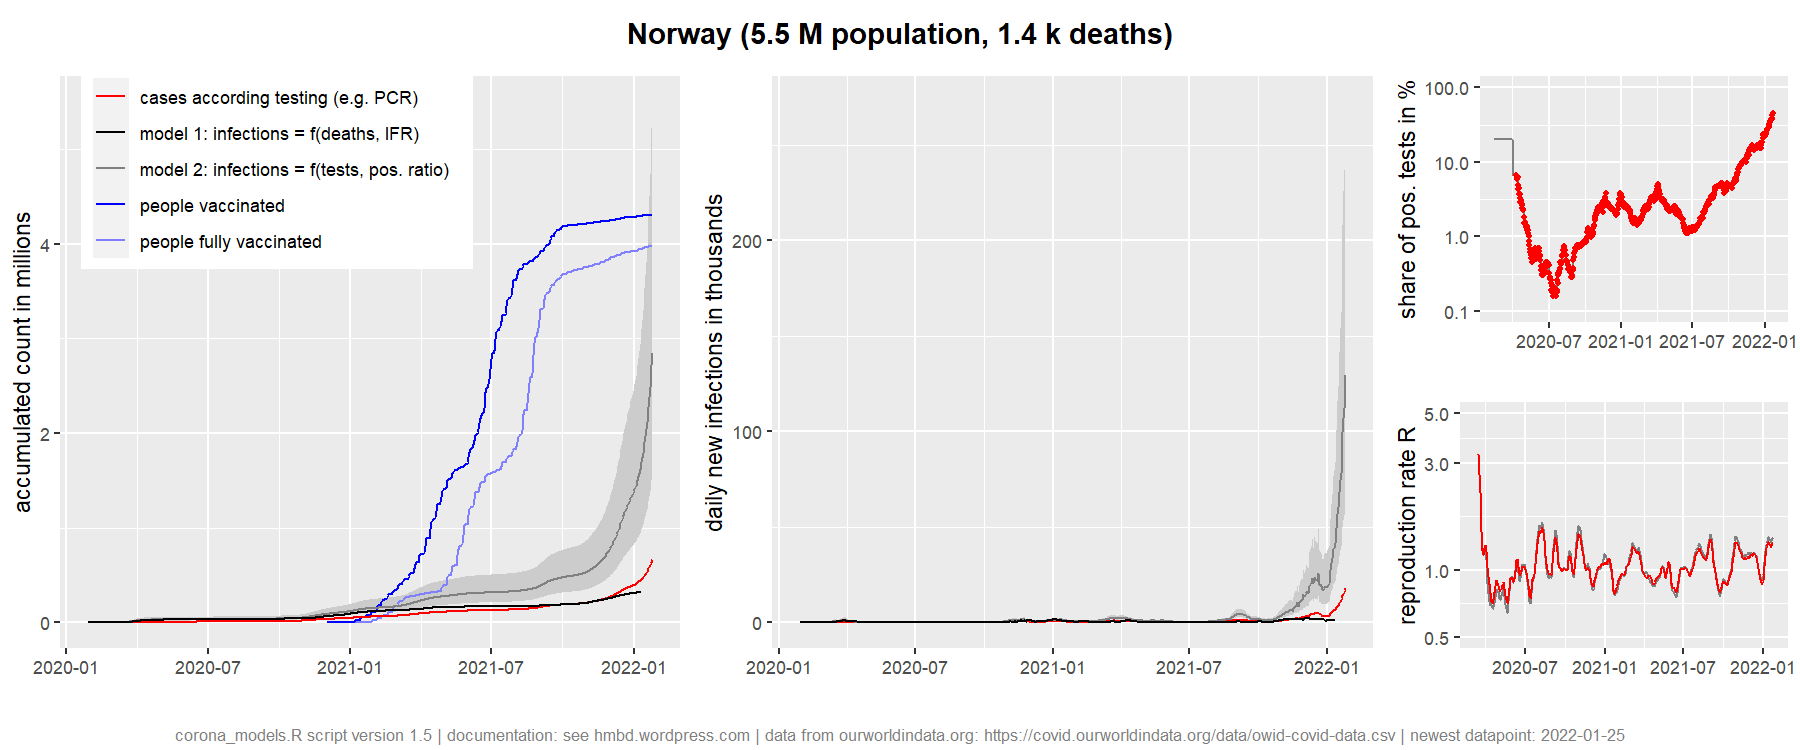 Norway (5.5 M population, 1.4 k deaths)
cases according testing (e.g. PCR)
model 1: infections = f(deaths, IFR)
model 2: infections = f(tests, pos. ratio)
people vaccinated
people fully vaccinated
accumulated count in millions
4
2
0
2020-01 2020-07 2021-01 2021-07 2022-01
daily new infections in thousands
200
100
0
2020-01 2020-07 2021-01 2021-07 2022-01
share of pos. tests in %
100.0
10.0
1.0
0.1
2020-07 2021-01 2021-07 2022-01
reproduction rate R
5.0
3.0
1.0
0.5
2020-07 2021-01 2021-07 2022-01
corona_models.R script version 1.5 | documentation: see hmbd.wordpress.com | data from ourworldindata.org: https://covid.ourworldindata.org/data/owid-covid-data.csv | newest datapoint: 2022-01-25